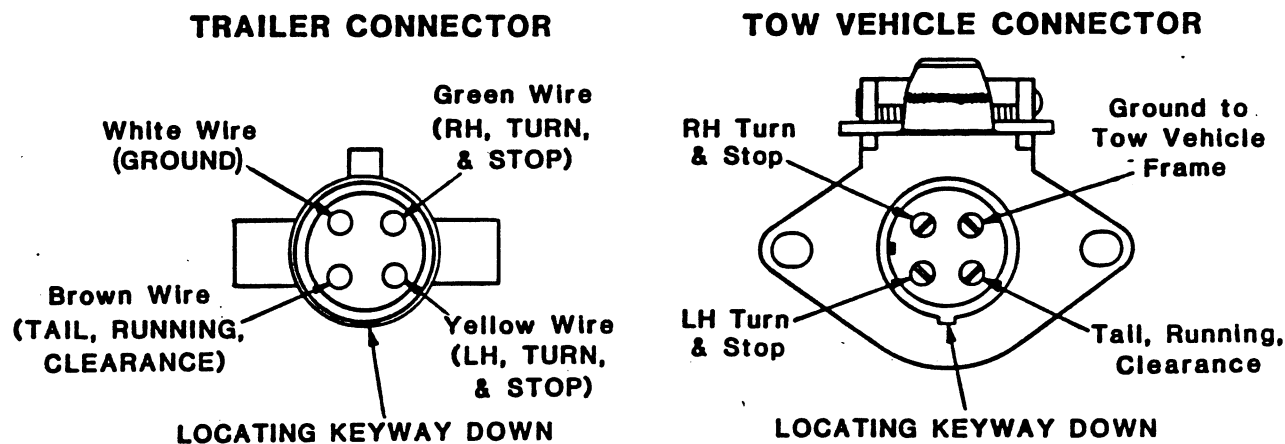 TRAILER CONNECTOR
White Wire
(GROUND)
Green Wire
(RH, TURN,
& STOP)
Brown Wire
(TAIL, RUNNING,
CLEARANCE)
Yellow Wire
(LH, TURN,
& STOP)
LOCATING KEYWAY DOWN
TOW VEHICLE CONNECTOR
RH Turn
& Stop
Ground to
Tow Vehicle
Frame
LH Turn
& Stop
Tail, Running,
Clearance
LOCATING KEYWAY DOWN